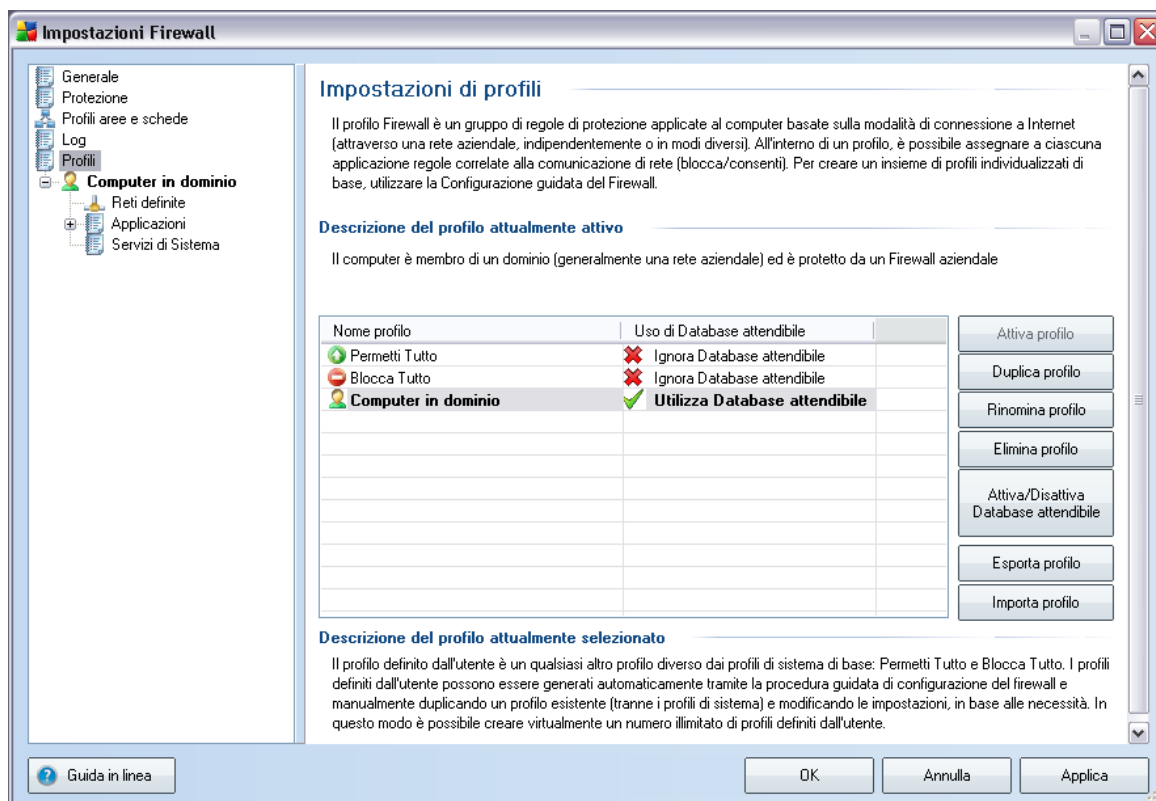 Impostazioni Firewall
Generale
Protezione
Profili aree e schede
Log
Profili
Computer in dominio
Reti definite
Applicazioni
Servizi di Sistema
Impostazioni di profili
Il profilo Firewall è un gruppo di regole di protezione applicate al computer basate sulla modalità di connessione a Internet
(attraverso una rete aziendale, indipendentemente o in modi diversi). All'interno di un profilo, è possibile assegnare a ciascuna
applicazione regole correlate alla comunicazione di rete (blocca/consenti). Per creare un insieme di profili individualizzati di
base, utilizzare la Configurazione guidata del Firewall.
Descrizione del profilo attualmente attivo
Il computer è membro di un dominio (generalmente una rete aziendale) ed è protetto da un Firewall aziendale
Nome profilo Uso di Database attendibile
Permetti Tutto Ignora Database attendibile
Blocca Tutto Ignora Database attendibile
Computer in dominio Utilizza Database attendibile
Attiva profilo
Duplica profilo
Rinomina profilo
Elimina profilo
Attiva/Disattiva
Database attendibile
Esporta profilo
Importa profilo
Descrizione del profilo attualmente selezionato
Il profilo definito dall'utente è un qualsiasi altro profilo diverso dai profili di sistema di base: Permetti Tutto e Blocca Tutto. I profili
definiti dall'utente possono essere generati automaticamente tramite la procedura guidata di configurazione del firewall e
manualmente duplicando un profilo esistente (tranne i profili di sistema) e modificando le impostazioni, in base alle necessità. In
questo modo è possibile creare virtualmente un numero illimitato di profili definiti dall'utente.
Guida in linea
OK
Annulla
Applica